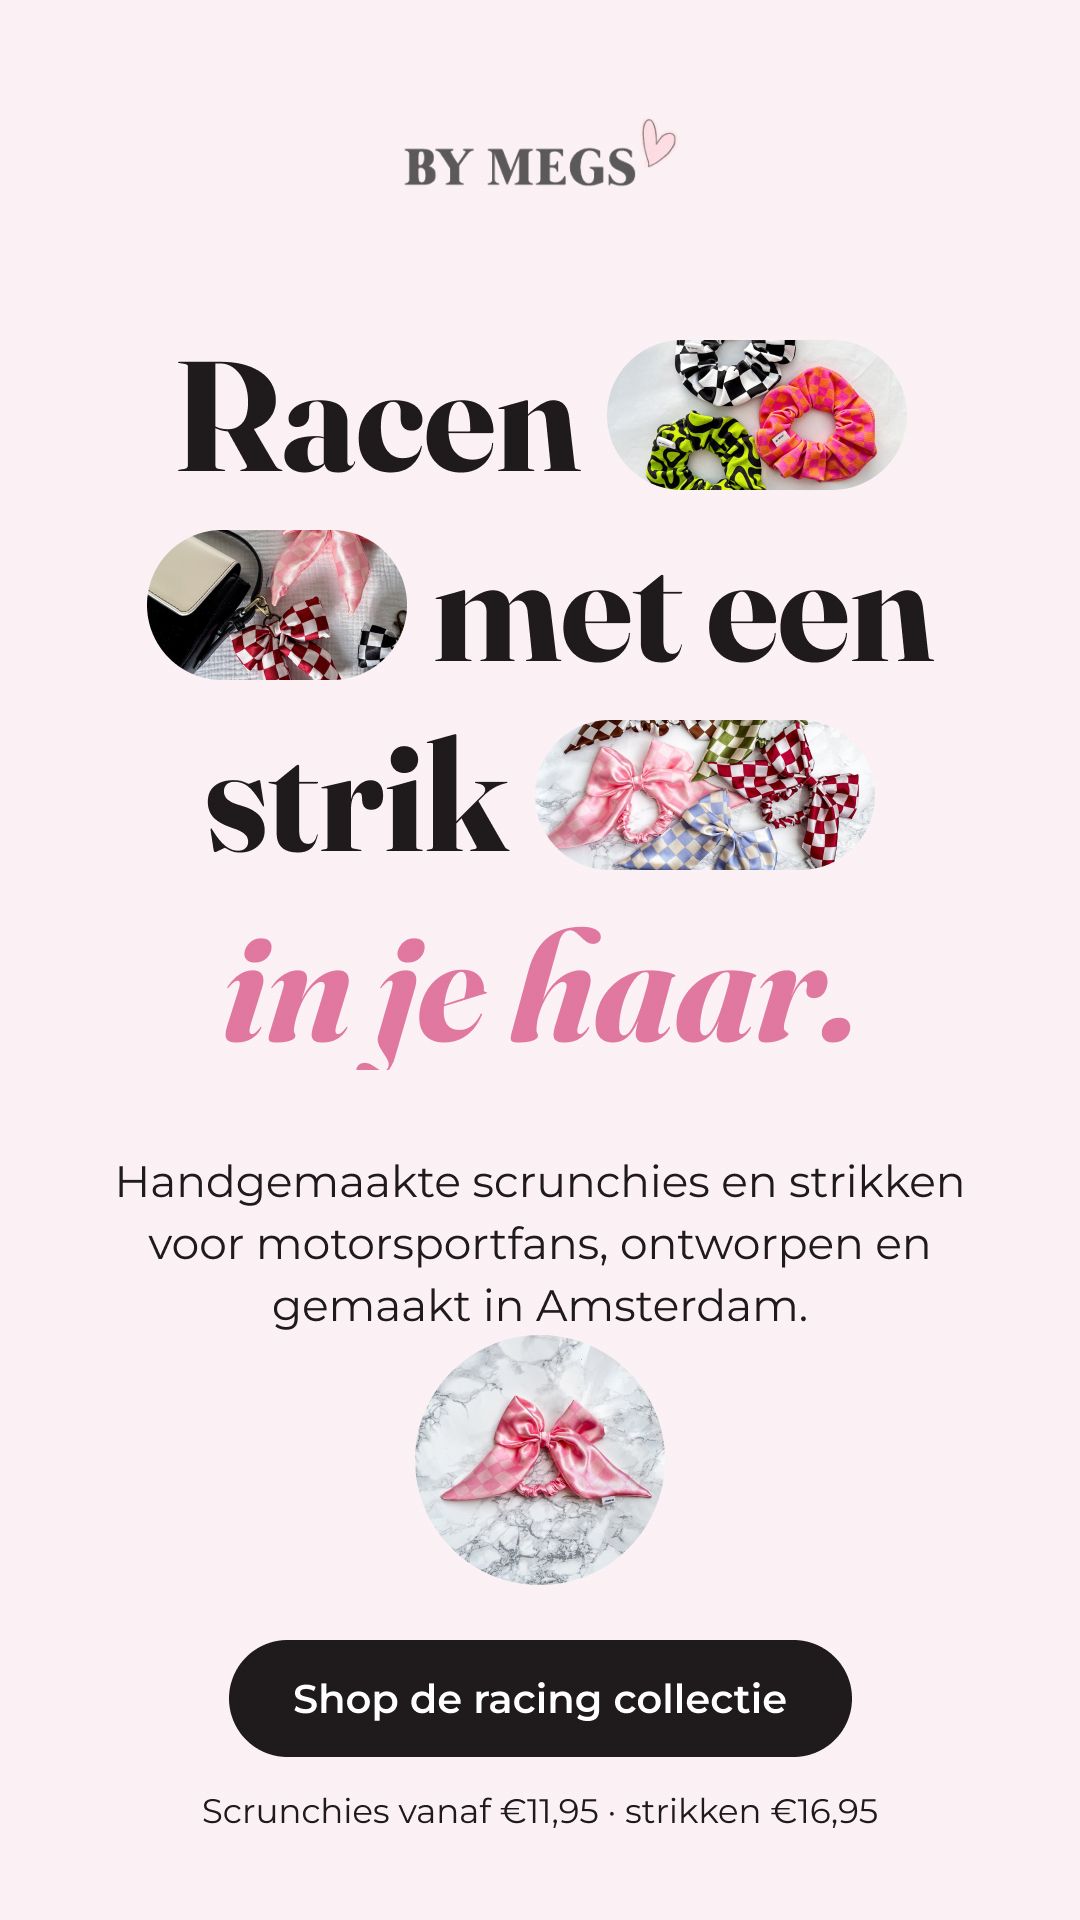 BY MEGS
Racen
met een
strik
in je haar.
Handgemaakte scrunchies en strikken
voor motorsportfans, ontworpen en
gemaakt in Amsterdam.
Shop de racing collectie
Scrunchies vanaf €11,95 · strikken €16,95